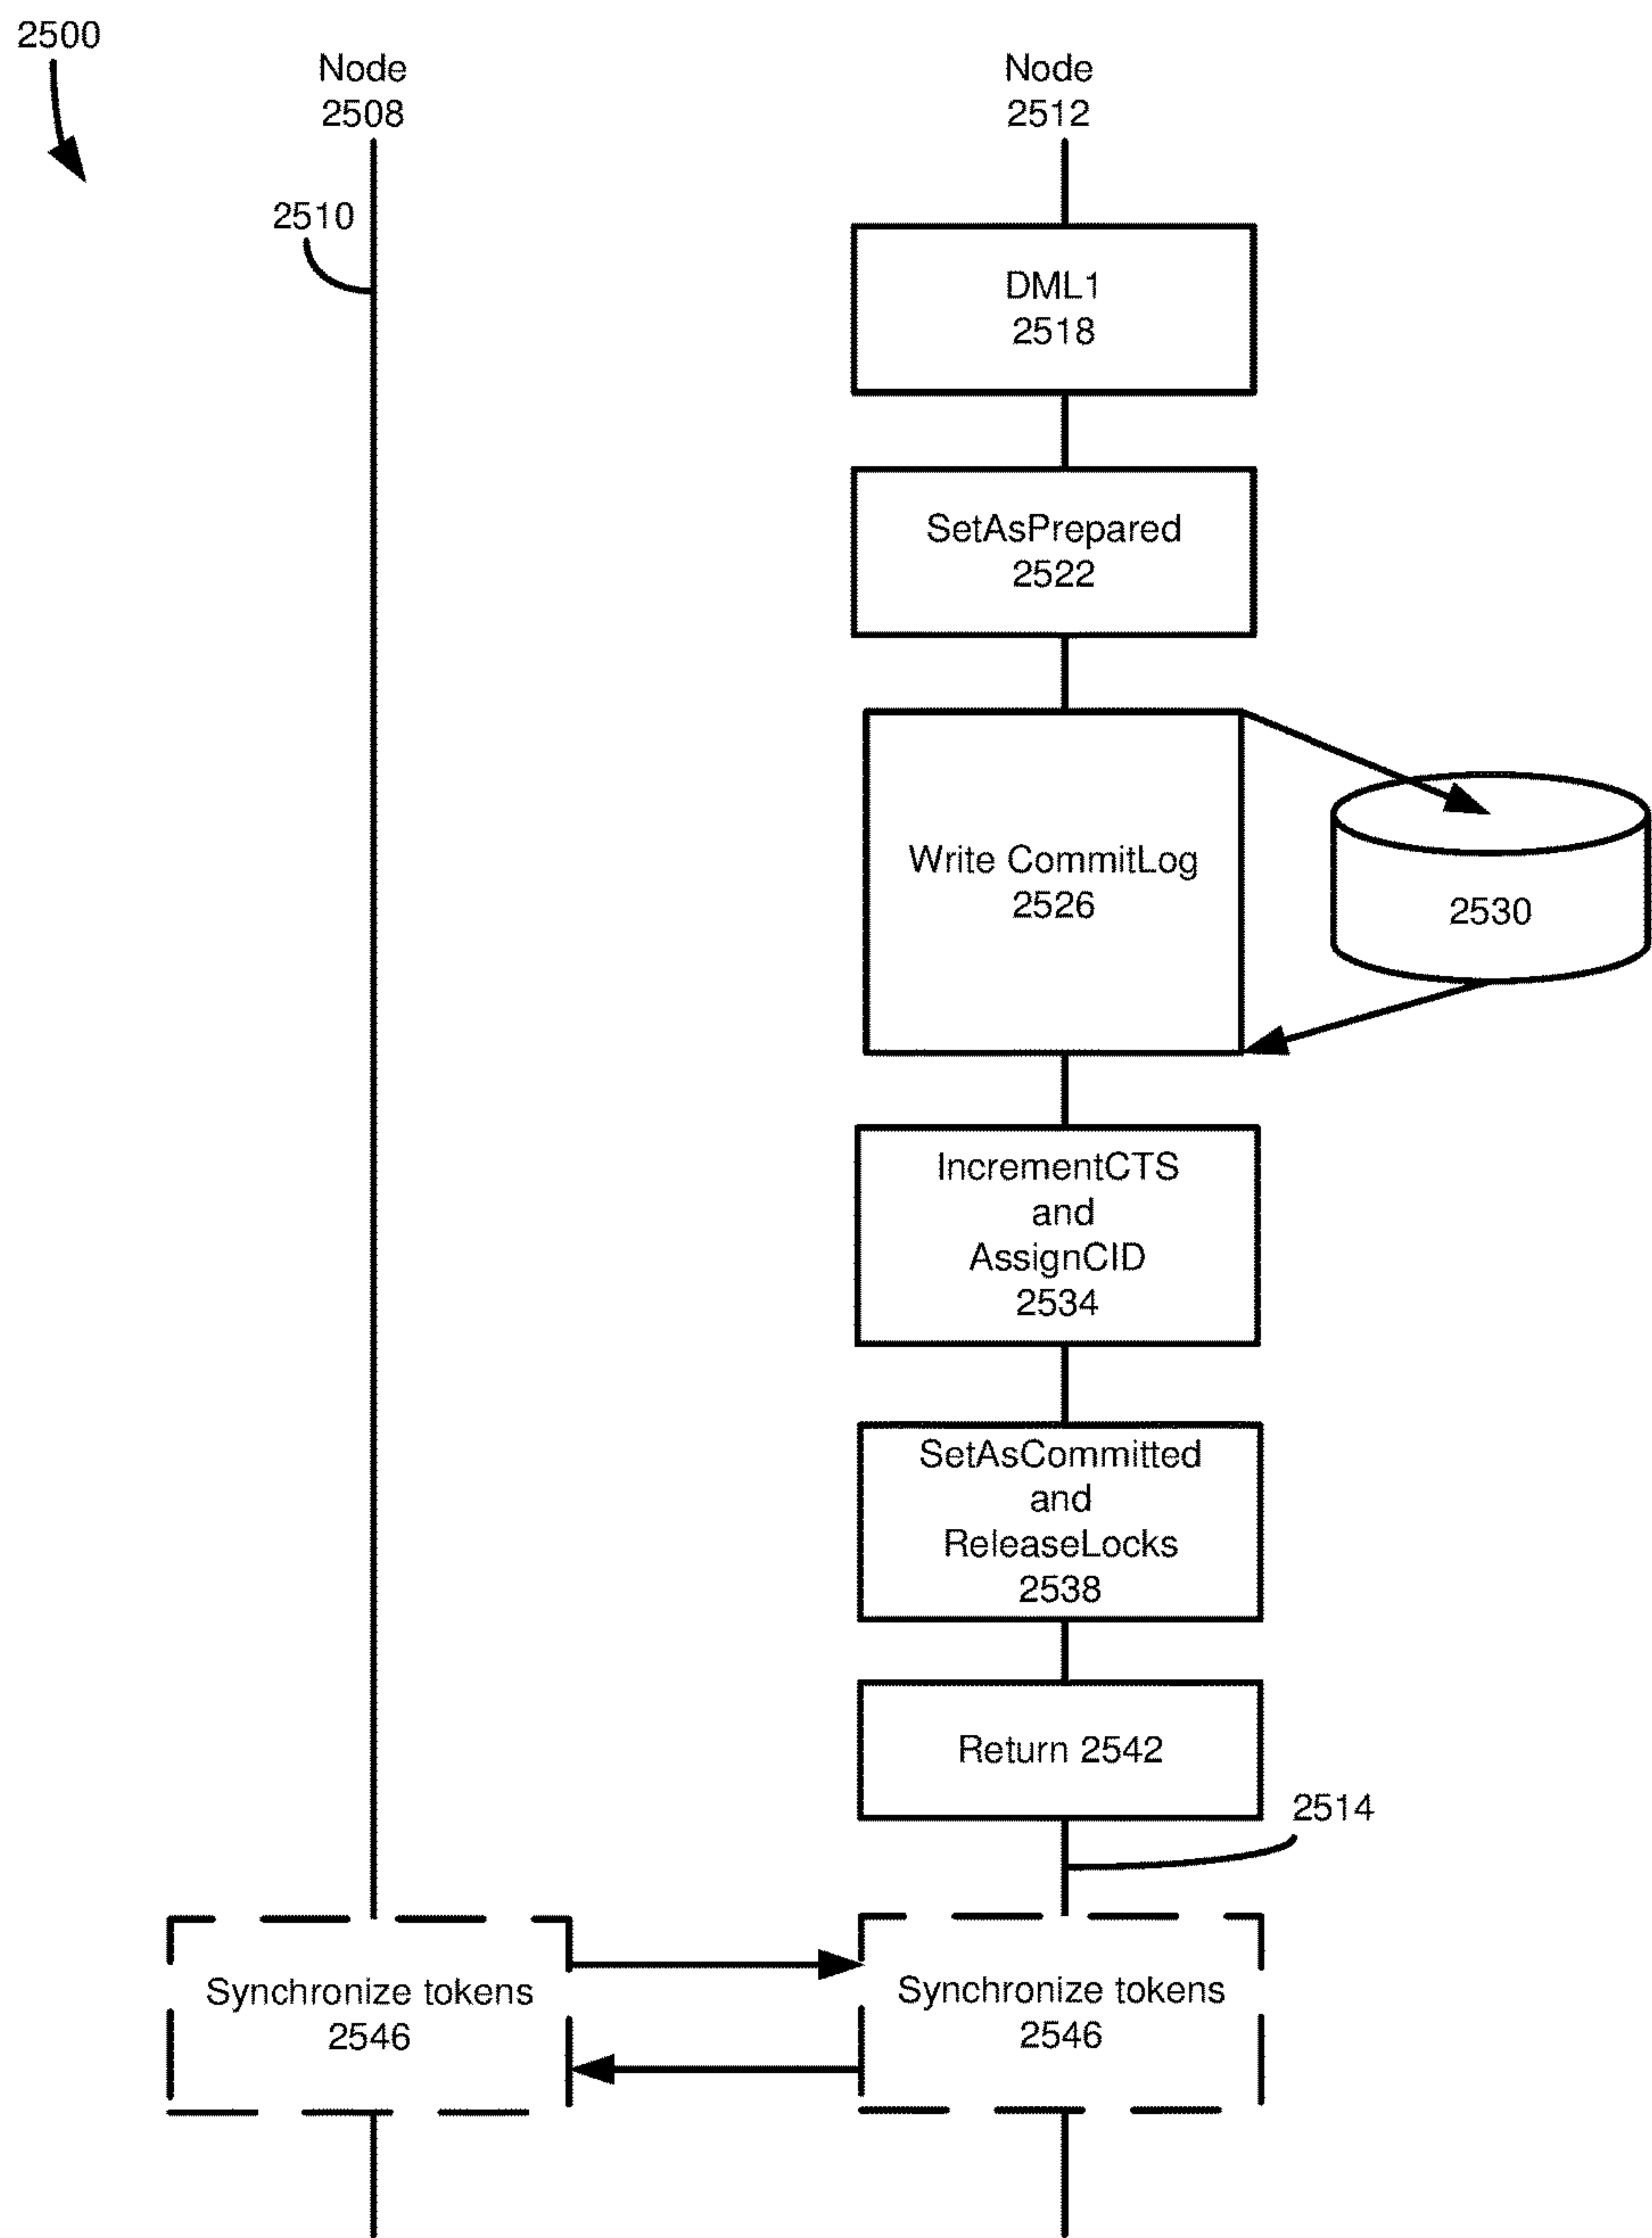 2500
Node
2508
Node
2512
2510
DML1
2518
SetAsPrepared
2522
Write CommitLog
2526
2530
IncrementCTS
and
AssignCID
2534
SetAsCommitted
and
ReleaseLocks
2538
Return 2542
2514
Synchronize tokens
2546
Synchronize tokens
2546